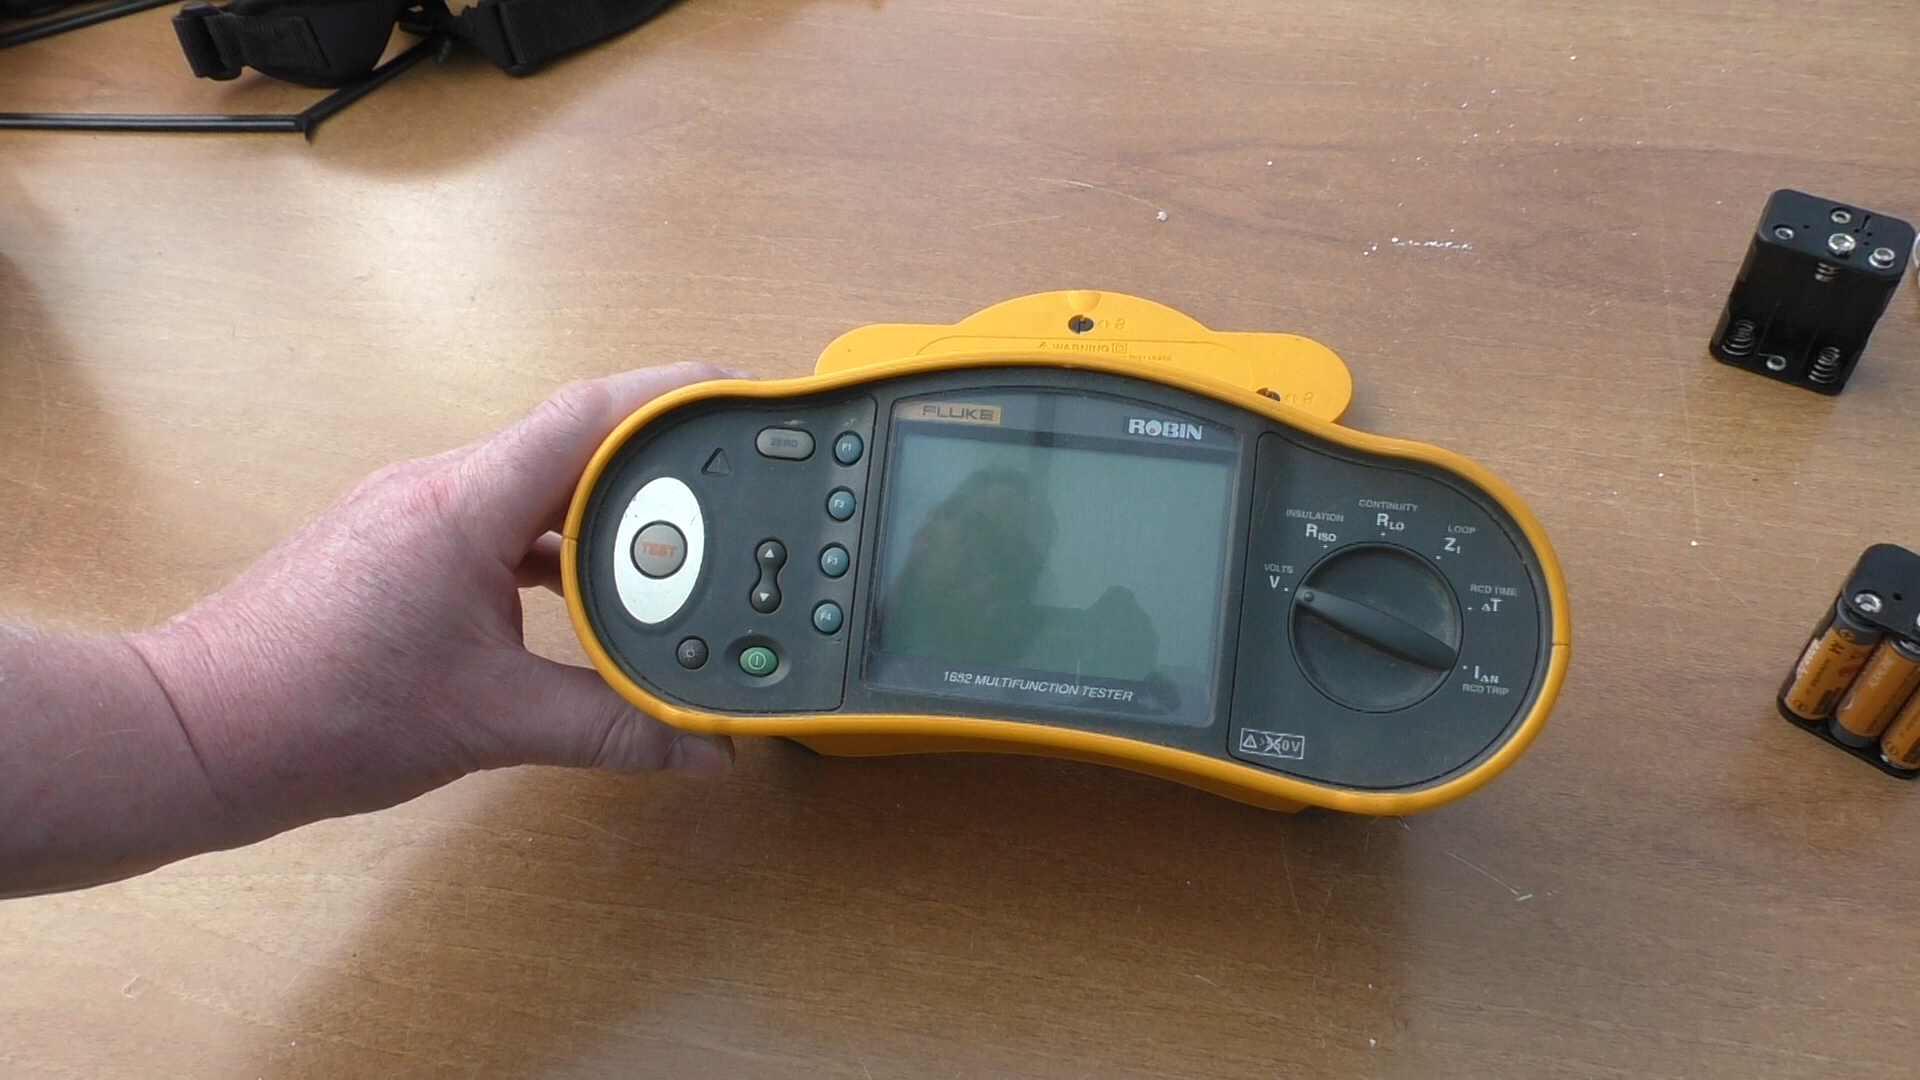 WARNING
FLUKE
ROBIN
ZERO
F1
F2
F3
F4
TEST
1652 MULTIFUNCTION TESTER
VOLTS
V
INSULATION
RISO
CONTINUITY
RLO
LOOP
ZI
RCD TIME
ΔT
IΔN
RCD TRIP
>550V